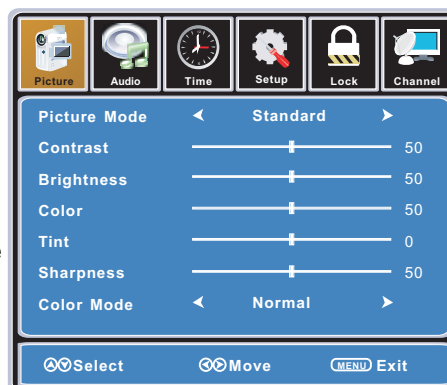 Picture Audio Time Setup Lock Channel
Picture Mode Standard
Contrast 50
Brightness 50
Color 50
Tint 0
e
Sharpness 50
Color Mode Normal
Select Move MENU Exit